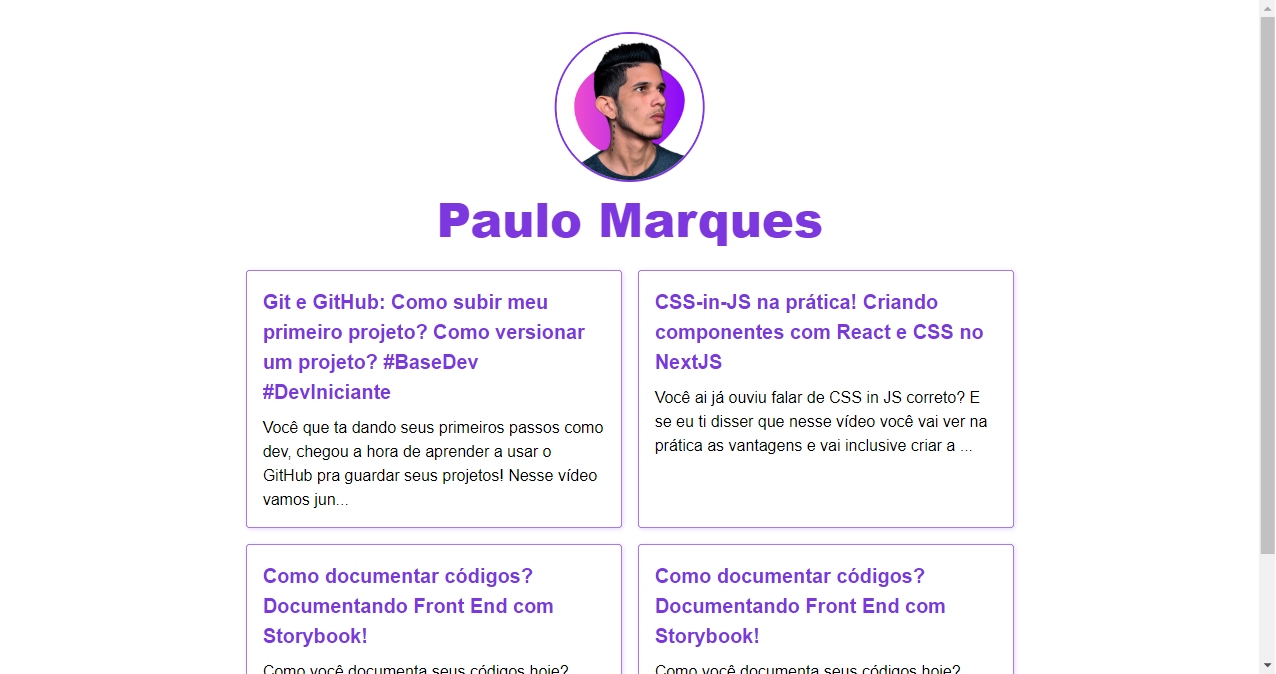 Paulo Marques
Git e GitHub: Como subir meu
primeiro projeto? Como versionar
um projeto? #BaseDev
#DevIniciante
Você que ta dando seus primeiros passos como
dev, chegou a hora de aprender a usar o
GitHub pra guardar seus projetos! Nesse vídeo
vamos jun...
CSS-in-JS na prática! Criando
componentes com React e CSS no
NextJS
Você ai já ouviu falar de CSS in JS correto? E
se eu ti disser que nesse vídeo você vai ver na
prática as vantagens e vai inclusive criar a ...
Como documentar códigos?
Documentando Front End com
Storybook!
Como você documenta seus códigos hoje?
Como documentar códigos?
Documentando Front End com
Storybook!
Como você documenta seus códigos hoje?